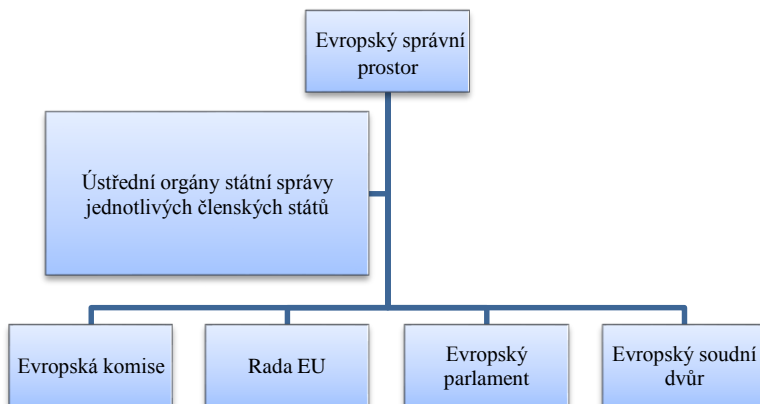 Evropský správní
prostor
Ústřední orgány státní správy
jednotlivých členských států
Evropská komise
Rada EU
Evropský
parlament
Evropský soudní
dvůr